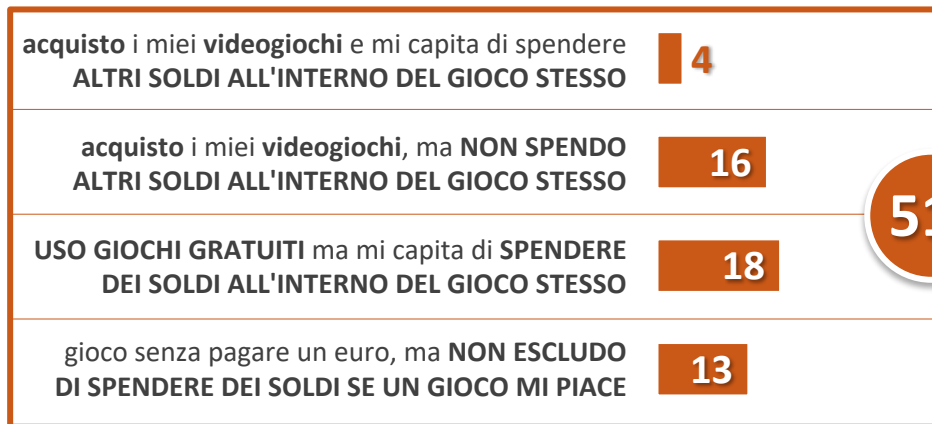 acquisto i miei videogiochi e mi capita di spendere
ALTRI SOLDI ALL'INTERNO DEL GIOCO STESSO
4
acquisto i miei videogiochi, ma NON SPENDO
ALTRI SOLDI ALL'INTERNO DEL GIOCO STESSO
16
51
USO GIOCHI GRATUITI ma mi capita di SPENDERE
DEI SOLDI ALL'INTERNO DEL GIOCO STESSO
18
gioco senza pagare un euro, ma NON ESCLUDO
DI SPENDERE DEI SOLDI SE UN GIOCO MI PIACE
13